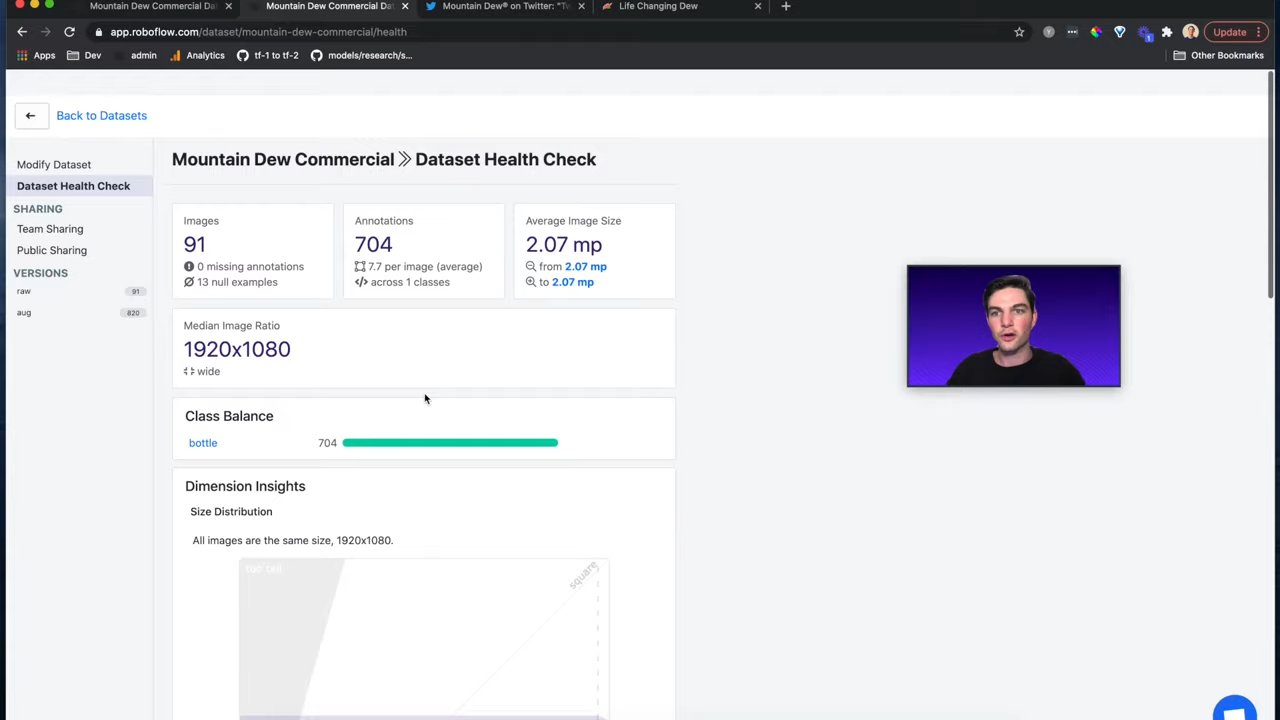 Mountain Dew Commercial Da
Mountain Dew Commercial Dat
Mountain Dew® on Twitter: "Tw
Life Changing Dew
app.roboflow.com/dataset/mountain-dew-commercial/health
Update
Apps
Dev
admin
Analytics
tf-1 to tf-2
models/research/s...
Other Bookmarks
Back to Datasets
Modify Dataset
Dataset Health Check
SHARING
Team Sharing
Public Sharing
VERSIONS
raw 91
aug 820
Mountain Dew Commercial Dataset Health Check
Images
91
0 missing annotations
13 null examples
Annotations
704
7.7 per image (average)
across 1 classes
Average Image Size
2.07 mp
from 2.07 mp
to 2.07 mp
Median Image Ratio
1920x1080
wide
Class Balance
bottle 704
Dimension Insights
Size Distribution
All images are the same size, 1920x1080.
square